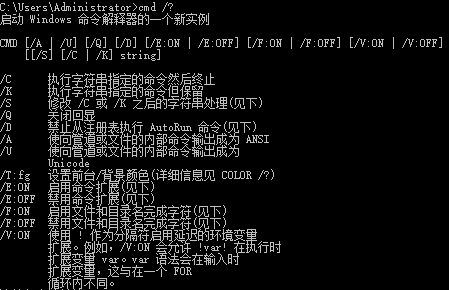 C:\Users\Administrator>cmd /?
启动 Windows 命令解释器的一个新实例
CMD [/A | /U] [/Q] [/D] [/E:ON | /E:OFF] [/F:ON | /F:OFF] [/V:ON | /V:OFF]
[[/S] [/C | /K] string]
/C 执行字符串指定的命令然后终止
/K 执行字符串指定的命令但保留
/S 修改 /C 或 /K 之后的字符串处理(见下)
/Q 关闭回显
/D 禁止从注册表执行 AutoRun 命令(见下)
/A 使向管道或文件的内部命令输出成为 ANSI
/U 使向管道或文件的内部命令输出成为
Unicode
/T:fg 设置前台/背景颜色(详细信息见 COLOR /?)
/E:ON 启用命令扩展(见下)
/E:OFF 禁用命令扩展(见下)
/F:ON 启用文件和目录名完成字符(见下)
/F:OFF 禁用文件和目录名完成字符(见下)
/V:ON 使用 ! 作为分隔符启用延迟的环境变量
扩展。例如，/V:ON 会允许 !var! 在执行时
扩展变量 var。var 语法会在输入时
扩展变量，这与在一个 FOR
循环内不同。